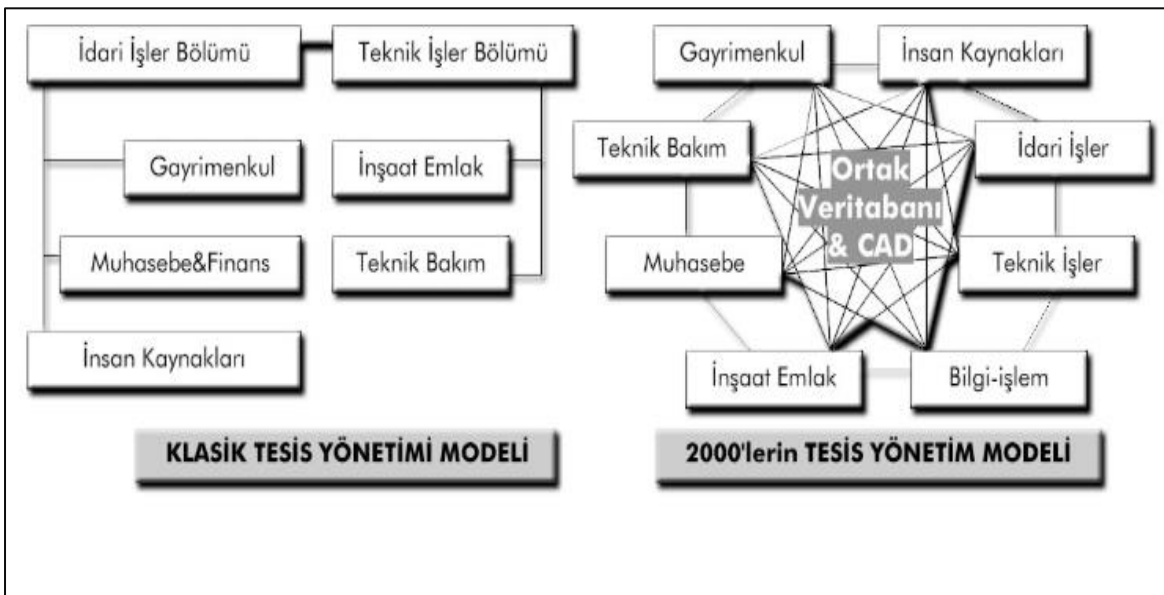 İdari İşler Bölümü
Teknik İşler Bölümü
Gayrimenkul
İnşaat Emlak
Muhasebe&Finans
Teknik Bakım
İnsan Kaynakları
KLASİK TESİS YÖNETİMİ MODELİ
Gayrimenkul
İnsan Kaynakları
Teknik Bakım
İdari İşler
Ortak
Veritabanı
& CAD
Muhasebe
Teknik İşler
İnşaat Emlak
Bilgi-işlem
2000'lerin TESİS YÖNETİM MODELİ